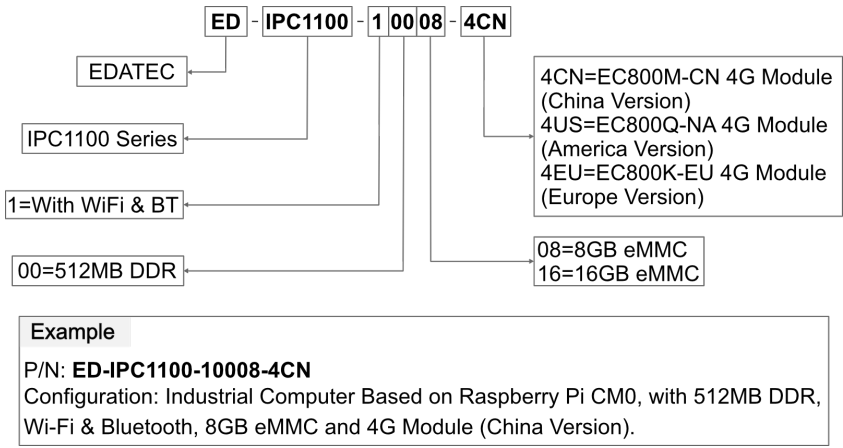 ED - IPC1100 - 1 00 08 - 4CN
EDATEC
4CN=EC800M-CN 4G Module
(China Version)
4US=EC800Q-NA 4G Module
(America Version)
4EU=EC800K-EU 4G Module
(Europe Version)
IPC1100 Series
1=With WiFi & BT
00=512MB DDR
08=8GB eMMC
16=16GB eMMC
Example
P/N: ED-IPC1100-10008-4CN
Configuration: Industrial Computer Based on Raspberry Pi CM0, with 512MB DDR,
Wi-Fi & Bluetooth, 8GB eMMC and 4G Module (China Version).